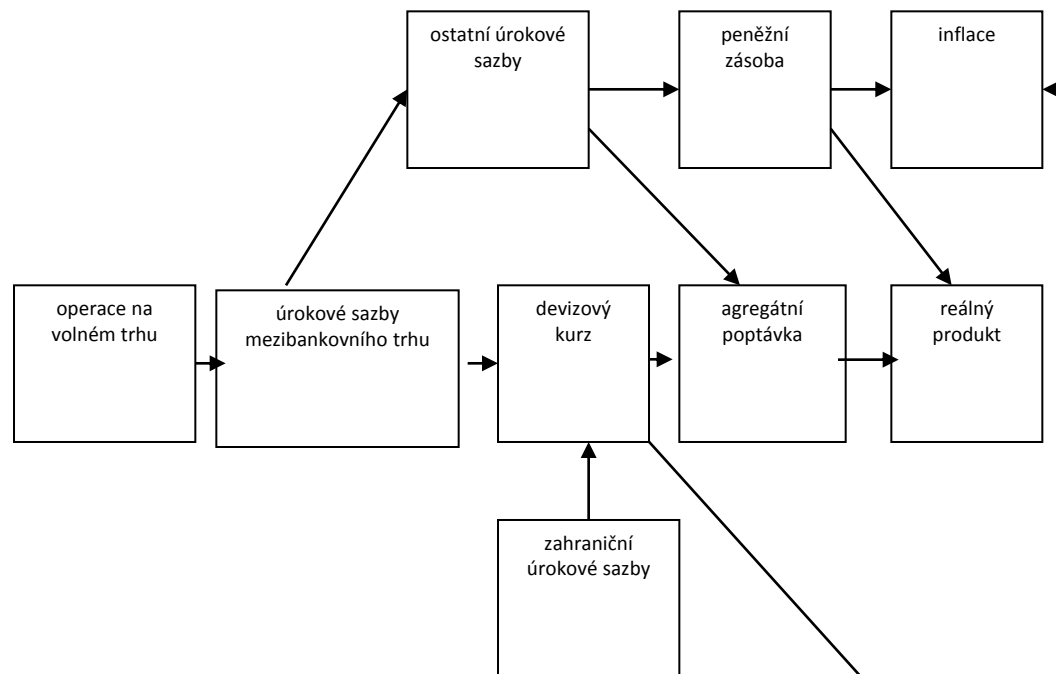 ostatní úrokové
sazby
peněžní
zásoba
inflace
operace na
volném trhu
úrokové sazby
mezibankovního trhu
devizový
kurz
agregátní
poptávka
reálný
produkt
zahraniční
úrokové sazby